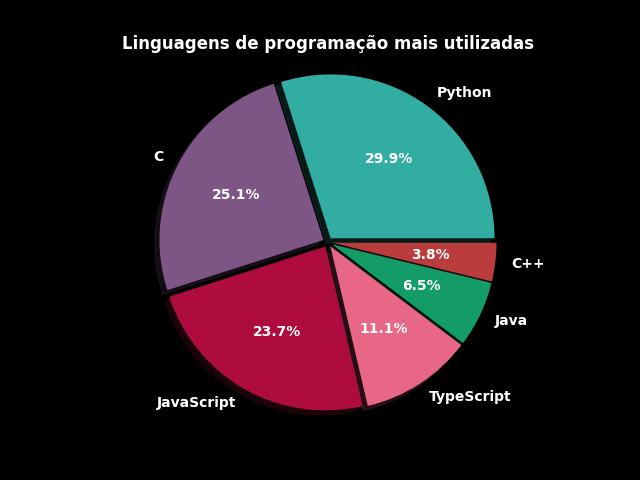 Linguagens de programação mais utilizadas
Python
29.9%
C
25.1%
3.8%
C++
6.5%
Java
23.7%
11.1%
JavaScript
TypeScript